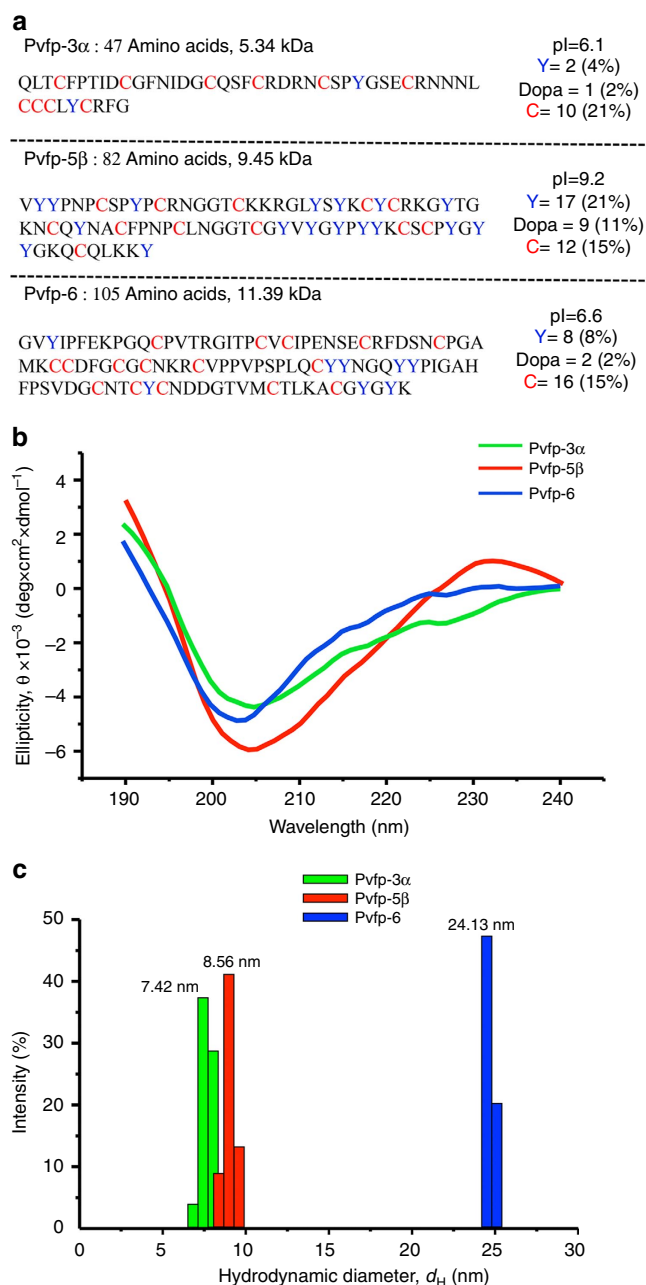 a
Pvfp-3α : 47 Amino acids, 5.34 kDa
QLTCFPTIDCGFNIDGCQSFCRDRNCSPYGSECRNNNL
CCCLYCRFG
pI=6.1
Y= 2 (4%)
Dopa = 1 (2%)
C= 10 (21%)
Pvfp-5β : 82 Amino acids, 9.45 kDa
VYYPNPCSPYPCRNGGTCKKRGLYSYKCYCRKGYTG
KNCQYNACFPNPCLNGGTCGYVYGYPYYKCSCPYGY
YGKQCQLKKY
pI=9.2
Y= 17 (21%)
Dopa = 9 (11%)
C= 12 (15%)
Pvfp-6 : 105 Amino acids, 11.39 kDa
GVYIPFEKPGQCPVTRGITPCVCIPENSECRFDSNCPGA
MKCCDFGCGCNKRCVPPVPSPLQCYYNGQYYPIGAH
FPSVDGCNTCYCNDDGTVMCTLKACGYGYK
pI=6.6
Y= 8 (8%)
Dopa = 2 (2%)
C= 16 (15%)
b
Pvfp-3α
Pvfp-5β
Pvfp-6
4
2
0
−2
−4
−6
Ellipticity, θ ×10⁻³ (deg×cm²×dmol⁻¹)
190 200 210 220 230 240
Wavelength (nm)
c
Pvfp-3α
Pvfp-5β
Pvfp-6
7.42 nm
8.56 nm
24.13 nm
50
40
30
20
10
0
Intensity (%)
0 5 10 15 20 25 30
Hydrodynamic diameter, d_H (nm)